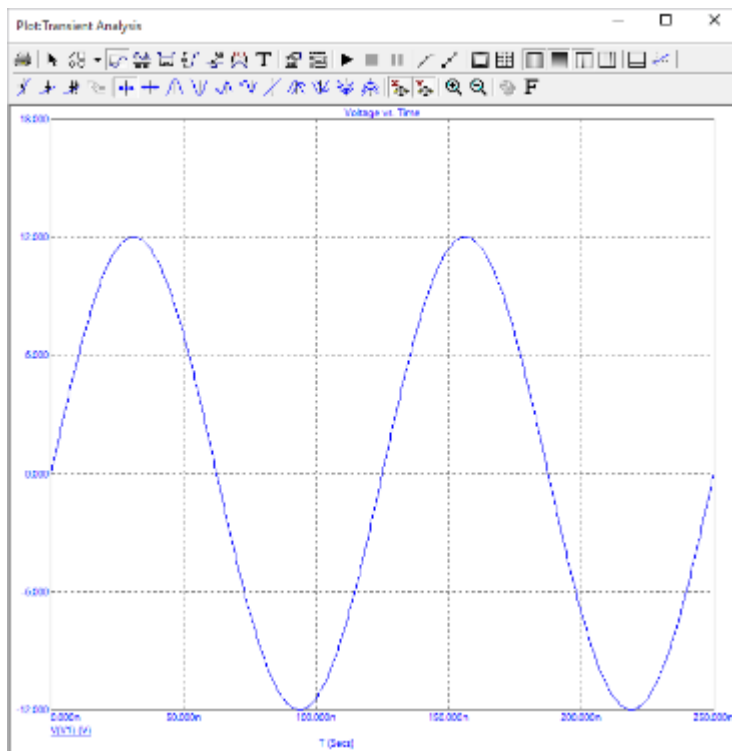 Plot:Transient Analysis
T
F
Voltage vs. Time
18.000
12.000
6.000
0.000
-6.000
-12.000
0.000n 50.000n 100.000n 150.000n 200.000n 250.000n
V(V1) (V)
T (Secs)